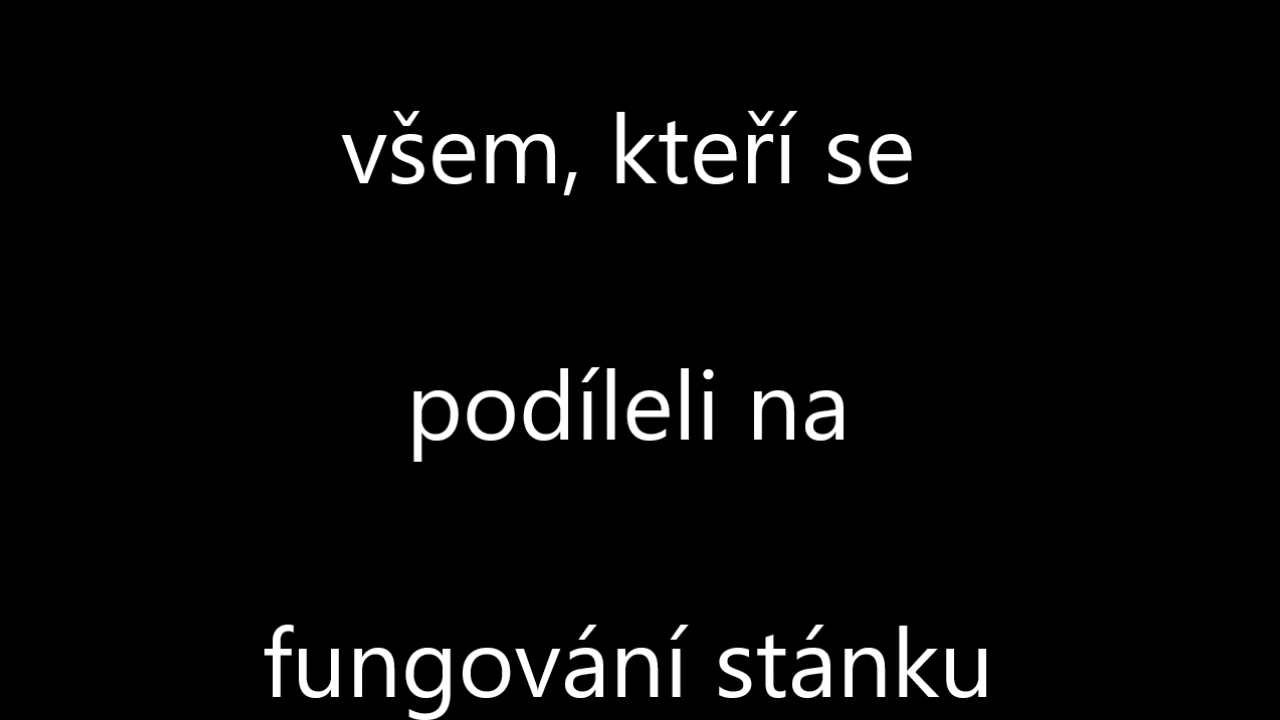 všem, kteří se
podíleli na
fungování stánku